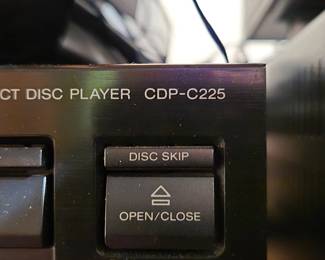 CT DISC PLAYER CDP-C225
DISC SKIP
OPEN/CLOSE